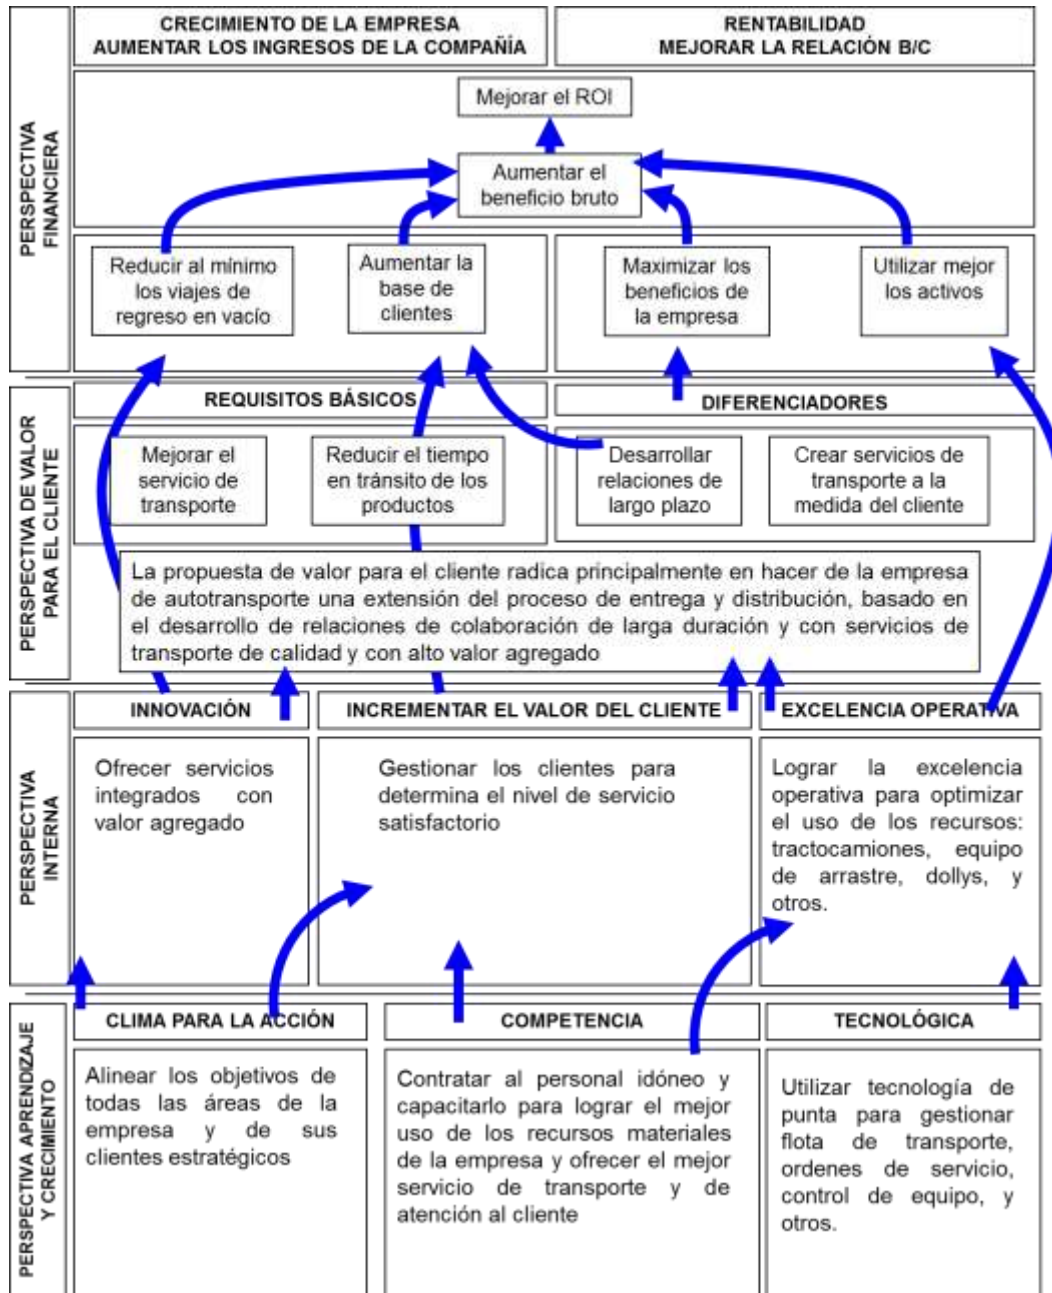 CRECIMIENTO DE LA EMPRESA
AUMENTAR LOS INGRESOS DE LA COMPAÑÍA
RENTABILIDAD
MEJORAR LA RELACIÓN B/C
PERSPECTIVA
FINANCIERA
Mejorar el ROI
Aumentar el
beneficio bruto
Reducir al mínimo
los viajes de
regreso en vacío
Aumentar la
base de
clientes
Maximizar los
beneficios de
la empresa
Utilizar mejor
los activos
PERSPECTIVA DE VALOR
PARA EL CLIENTE
REQUISITOS BÁSICOS
DIFERENCIADORES
Mejorar el
servicio de
transporte
Reducir el tiempo
en tránsito de los
productos
Desarrollar
relaciones de
largo plazo
Crear servicios de
transporte a la
medida del cliente
La propuesta de valor para el cliente radica principalmente en hacer de la empresa
de autotransporte una extensión del proceso de entrega y distribución, basado en
el desarrollo de relaciones de colaboración de larga duración y con servicios de
transporte de calidad y con alto valor agregado
PERSPECTIVA
INTERNA
INNOVACIÓN
INCREMENTAR EL VALOR DEL CLIENTE
EXCELENCIA OPERATIVA
Ofrecer servicios
integrados con
valor agregado
Gestionar los clientes para
determina el nivel de servicio
satisfactorio
Lograr la excelencia
operativa para optimizar
el uso de los recursos:
tractocamiones, equipo
de arrastre, dollys, y
otros.
PERSPECTIVA APRENDIZAJE
Y CRECIMIENTO
CLIMA PARA LA ACCIÓN
COMPETENCIA
TECNOLÓGICA
Alinear los objetivos de
todas las áreas de la
empresa y de sus
clientes estratégicos
Contratar al personal idóneo y
capacitarlo para lograr el mejor
uso de los recursos materiales
de la empresa y ofrecer el mejor
servicio de transporte y de
atención al cliente
Utilizar tecnología de
punta para gestionar
flota de transporte,
ordenes de servicio,
control de equipo, y
otros.